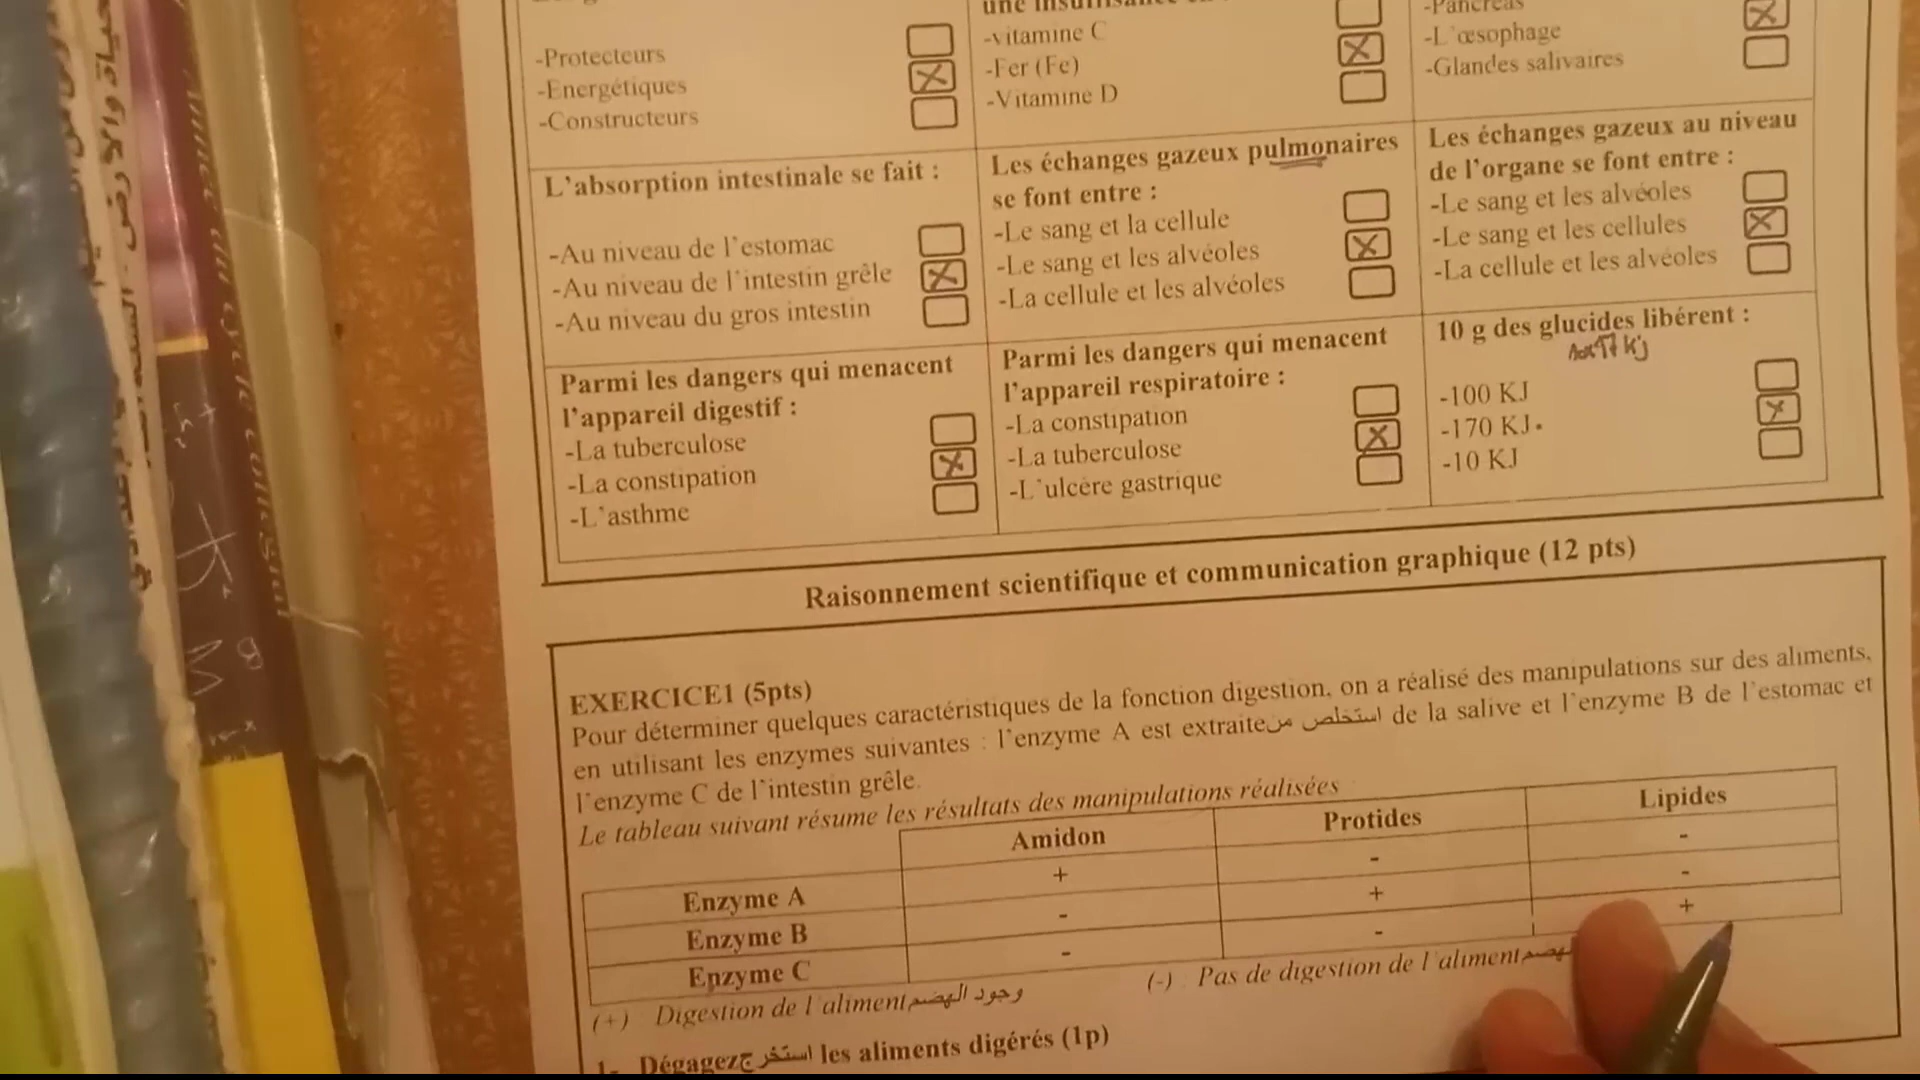 -Protecteurs
-Energétiques
-Constructeurs
-vitamine C
-Fer (Fe)
-Vitamine D
-Pancréas
-L'œsophage
-Glandes salivaires
L'absorption intestinale se fait :
-Au niveau de l'estomac
-Au niveau de l'intestin grêle
-Au niveau du gros intestin
Les échanges gazeux pulmonaires
se font entre :
-Le sang et la cellule
-Le sang et les alvéoles
-La cellule et les alvéoles
Les échanges gazeux au niveau
de l'organe se font entre :
-Le sang et les alvéoles
-Le sang et les cellules
-La cellule et les alvéoles
Parmi les dangers qui menacent
l'appareil digestif :
-La tuberculose
-La constipation
-L'asthme
Parmi les dangers qui menacent
l'appareil respiratoire :
-La constipation
-La tuberculose
-L'ulcère gastrique
10 g des glucides libérent :
10x17 kj
-100 KJ
-170 KJ
-10 KJ
Raisonnement scientifique et communication graphique (12 pts)
EXERCICE1 (5pts)
Pour déterminer quelques caractéristiques de la fonction digestion, on a réalisé des manipulations sur des aliments,
en utilisant les enzymes suivantes : l'enzyme A est extraite استخلص من de la salive et l'enzyme B de l'estomac et
l'enzyme C de l'intestin grêle.
Le tableau suivant résume les résultats des manipulations réalisées
Amidon Protides Lipides
Enzyme A + - -
Enzyme B - + -
Enzyme C - - +
(+) Digestion de l'aliment وجود الهضم (-) Pas de digestion de l'aliment
1- Dégagez استخرج les aliments digérés (1p)